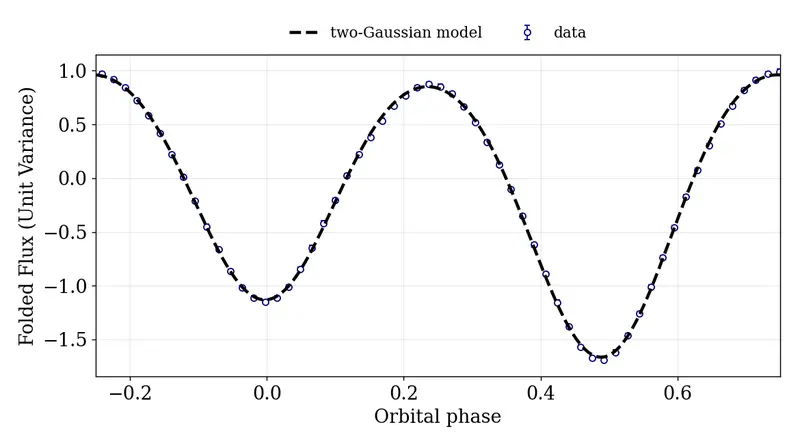 two-Gaussian model
data
Folded Flux (Unit Variance)
1.0
0.5
0.0
−0.5
−1.0
−1.5
−0.2
0.0
0.2
0.4
0.6
Orbital phase